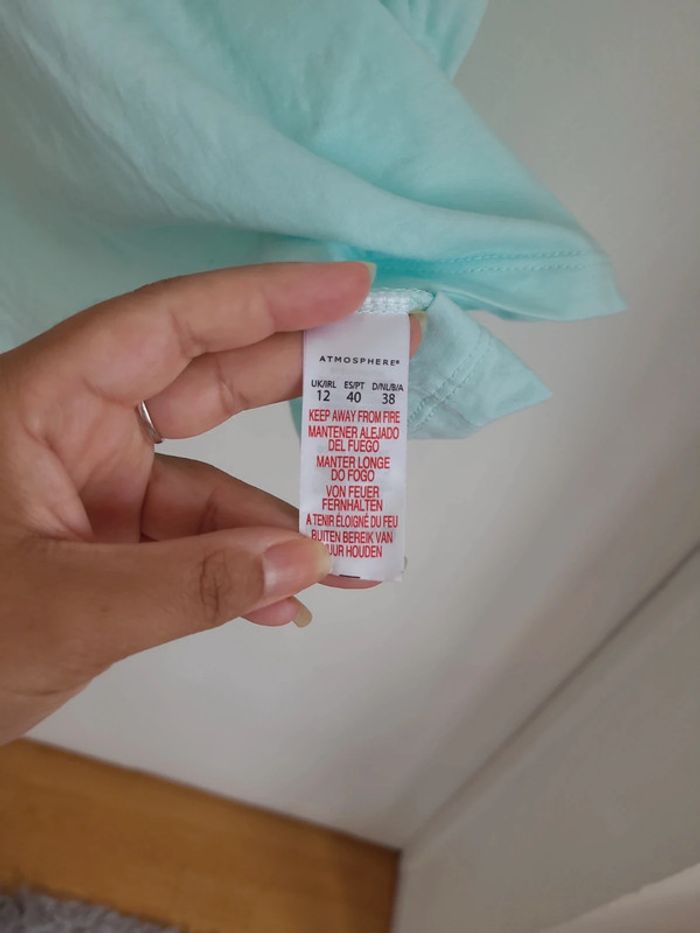 ATMOSPHERE®
UK/IRL ES/PT D/NL/B/A
12 40 38
KEEP AWAY FROM FIRE
MANTENER ALEJADO
DEL FUEGO
MANTER LONGE
DO FOGO
VON FEUER
FERNHALTEN
A TENIR ÉLOIGNÉ DU FEU
BUITEN BEREIK VAN
HOUDEN